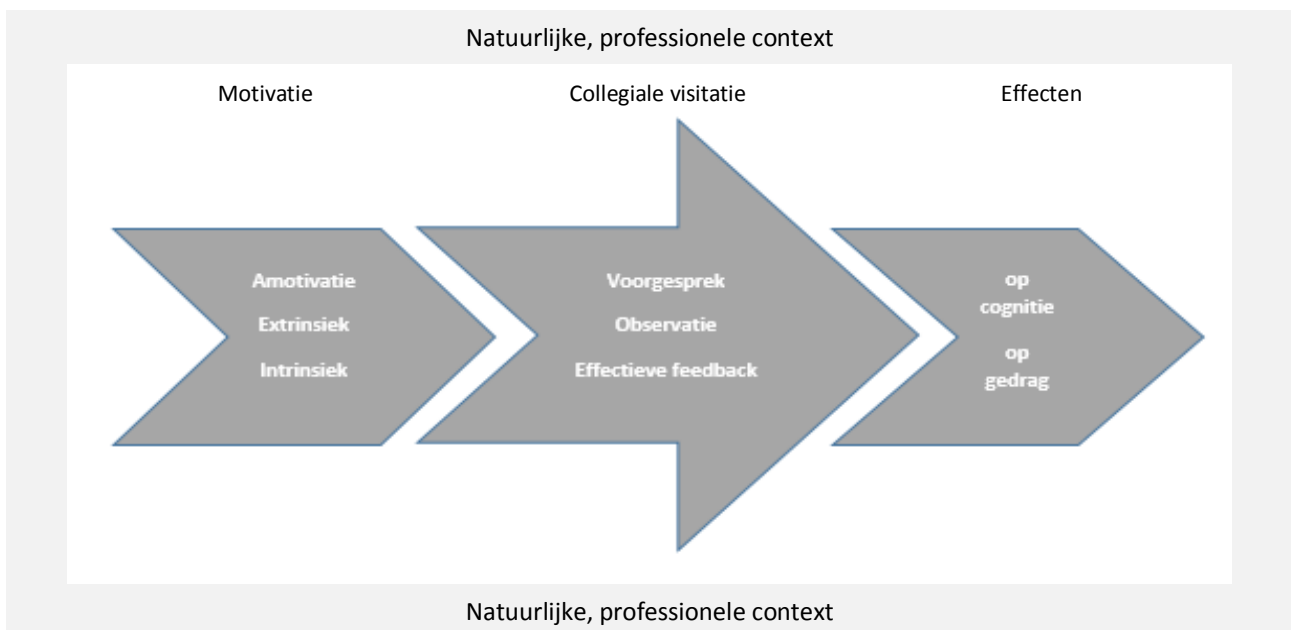 Natuurlijke, professionele context
Motivatie
Collegiale visitatie
Effecten
Amotivatie
Extrinsiek
Intrinsiek
Voorgesprek
Observatie
Effectieve feedback
op
cognitie
op
gedrag
Natuurlijke, professionele context